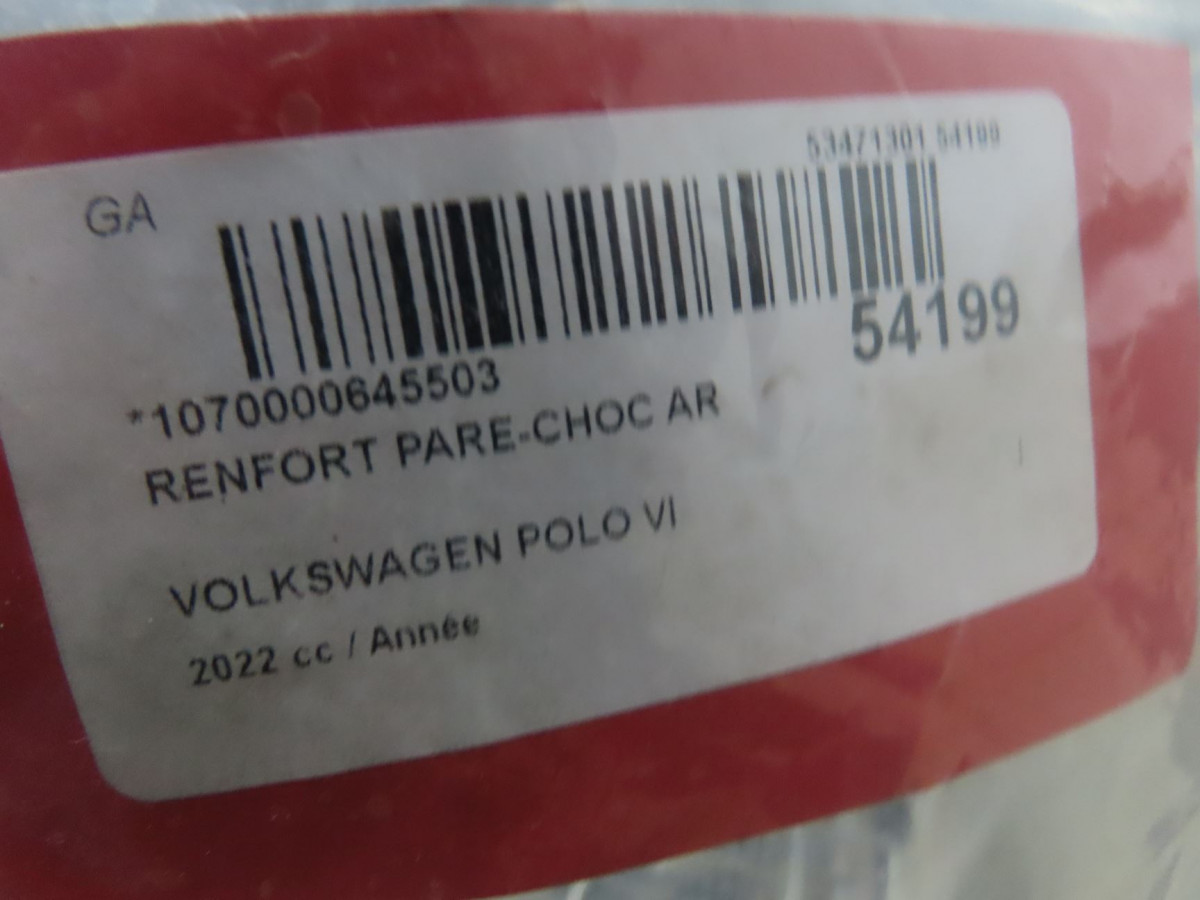 53471301 54199
GA
54199
*1070000645503
RENFORT PARE-CHOC AR
VOLKSWAGEN POLO VI
2022 cc / Année